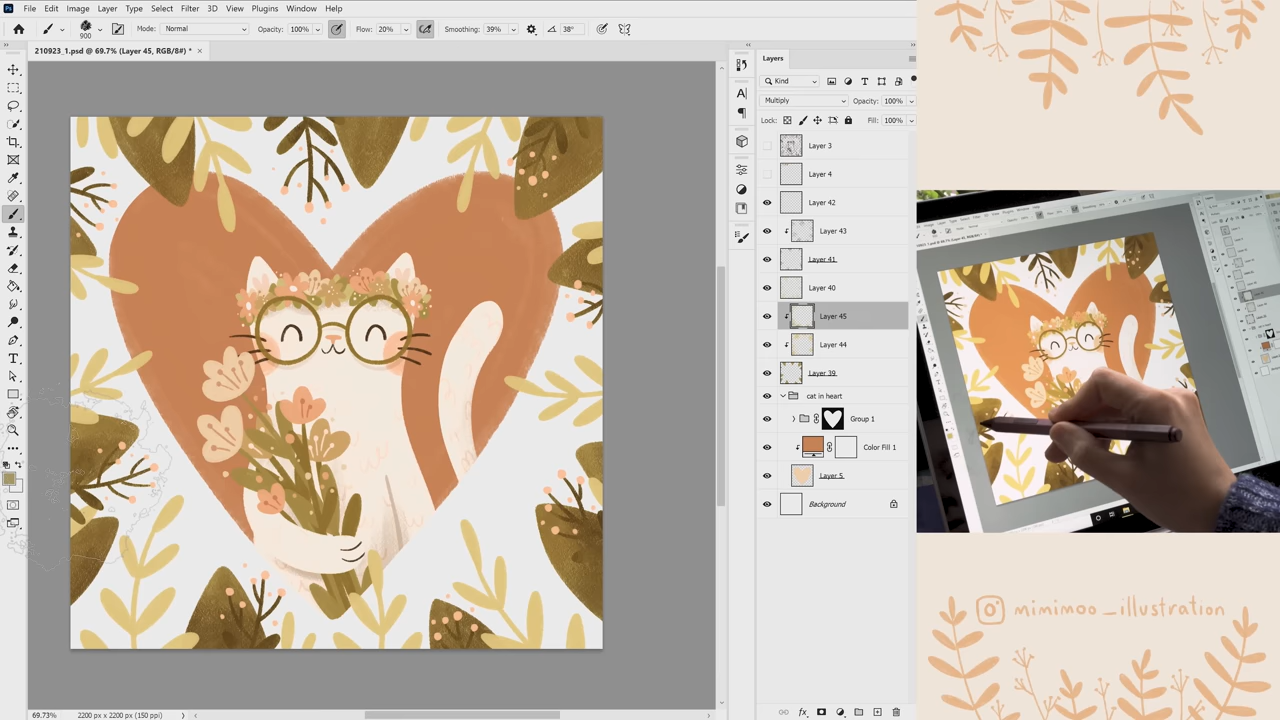 File Edit Image Layer Type Select Filter 3D View Plugins Window Help
900 Mode: Normal Opacity: 100% Flow: 20% Smoothing: 39% 38°
210923_1.psd @ 69.7% (Layer 45, RGB/8#) *
Layers
Kind
Multiply Opacity: 100%
Lock: Fill: 100%
Layer 3
Layer 4
Layer 42
Layer 43
Layer 41
Layer 40
Layer 45
Layer 44
Layer 39
cat in heart
Group 1
Color Fill 1
Layer 5
Background
69.73% 2200 px x 2200 px (150 ppi)
mimimoo_illustration